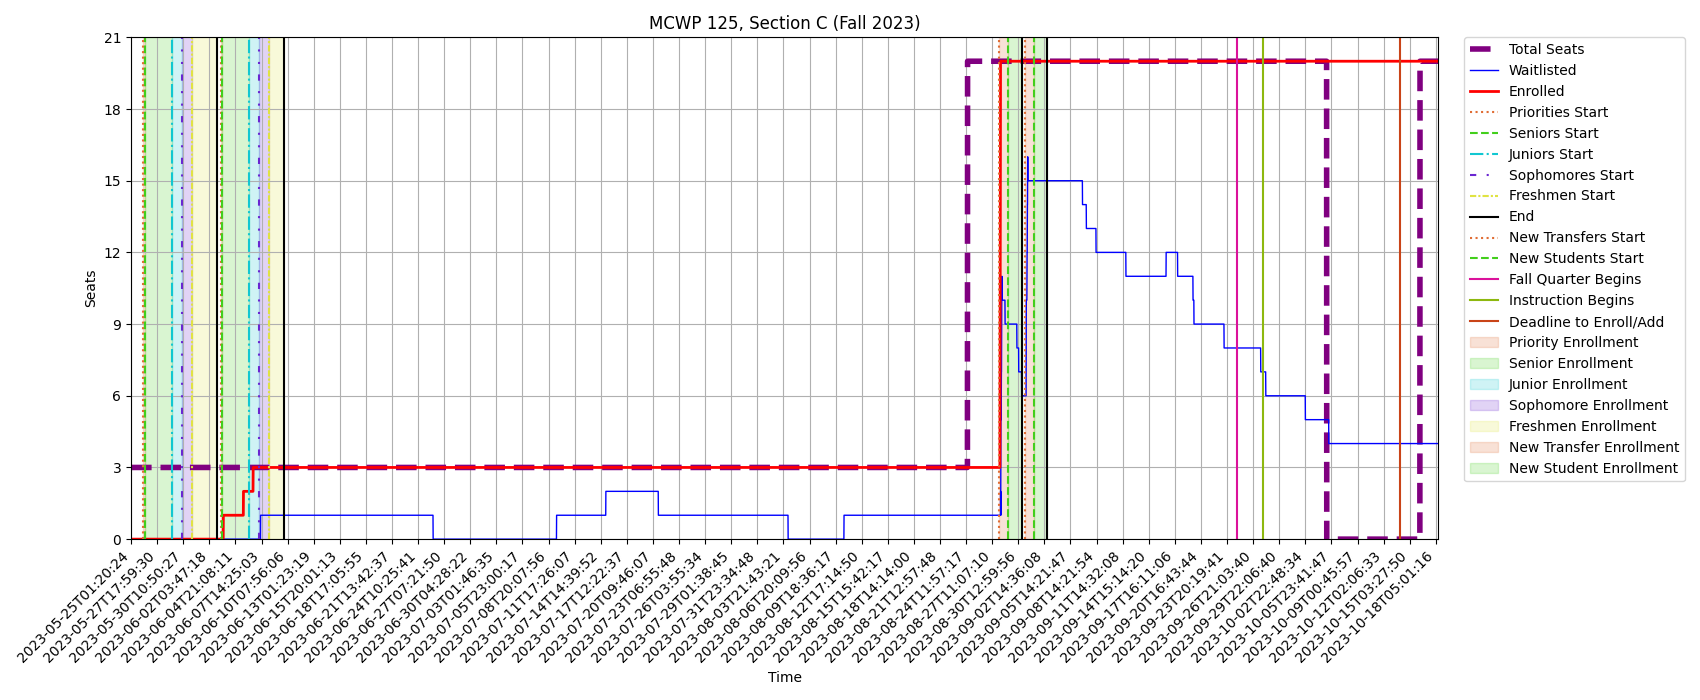 MCWP 125, Section C (Fall 2023)
21
18
15
12
9
6
3
0
Seats
2023-05-25T01:20:24
2023-05-27T17:59:30
2023-05-30T10:50:27
2023-06-02T03:47:18
2023-06-04T21:08:11
2023-06-07T14:25:03
2023-06-10T07:56:06
2023-06-13T01:23:19
2023-06-15T20:01:13
2023-06-18T17:05:55
2023-06-21T13:42:37
2023-06-24T10:25:41
2023-06-27T07:21:50
2023-06-30T04:28:22
2023-07-03T01:46:35
2023-07-05T23:00:17
2023-07-08T20:07:56
2023-07-11T17:26:07
2023-07-14T14:39:52
2023-07-17T12:22:37
2023-07-20T09:46:07
2023-07-23T06:55:48
2023-07-26T03:55:34
2023-07-29T01:38:45
2023-07-31T23:34:48
2023-08-03T21:43:21
2023-08-06T20:09:56
2023-08-09T18:36:17
2023-08-12T17:14:50
2023-08-15T15:42:17
2023-08-18T14:14:00
2023-08-21T12:57:48
2023-08-24T11:57:17
2023-08-27T11:07:10
2023-08-30T12:59:56
2023-09-02T14:36:08
2023-09-05T14:21:47
2023-09-08T14:21:54
2023-09-11T14:32:08
2023-09-14T15:14:20
2023-09-17T16:11:06
2023-09-20T16:43:44
2023-09-23T20:19:41
2023-09-26T21:03:40
2023-09-29T22:06:40
2023-10-02T22:48:34
2023-10-05T23:41:47
2023-10-09T00:45:57
2023-10-12T02:06:33
2023-10-15T03:27:50
2023-10-18T05:01:16
Time
Total Seats
Waitlisted
Enrolled
Priorities Start
Seniors Start
Juniors Start
Sophomores Start
Freshmen Start
End
New Transfers Start
New Students Start
Fall Quarter Begins
Instruction Begins
Deadline to Enroll/Add
Priority Enrollment
Senior Enrollment
Junior Enrollment
Sophomore Enrollment
Freshmen Enrollment
New Transfer Enrollment
New Student Enrollment